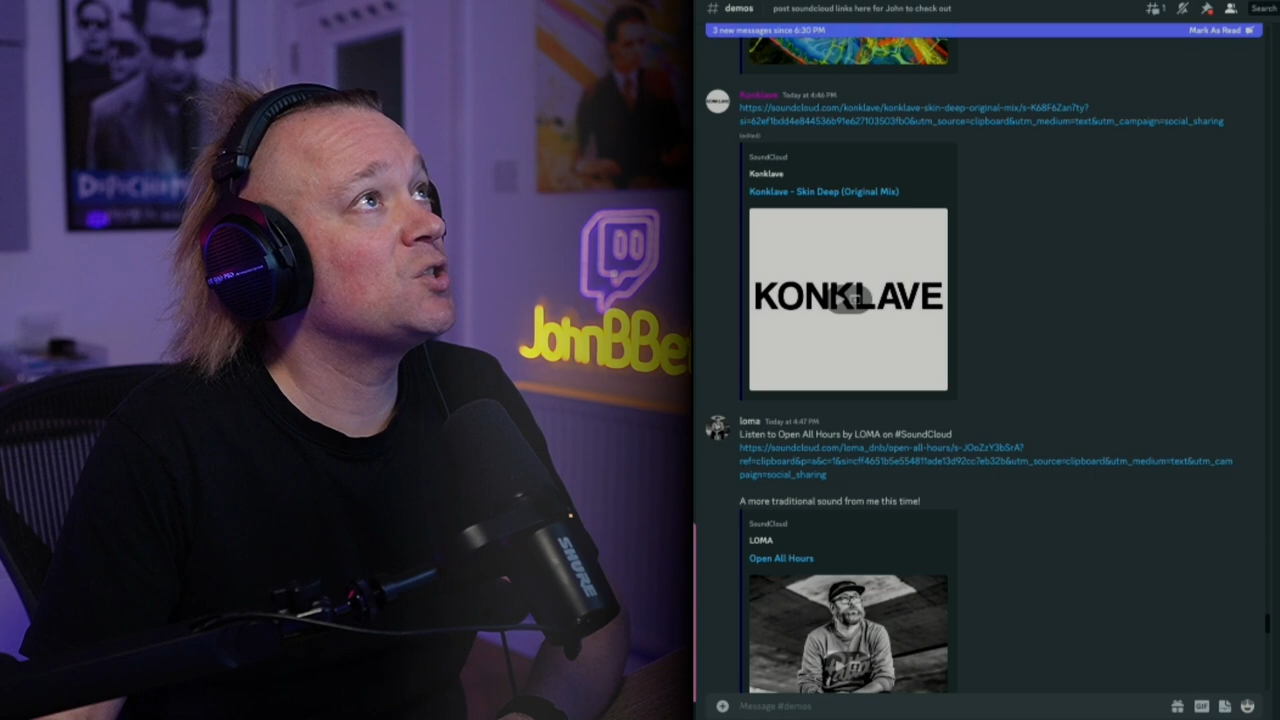 # demos post soundcloud links here for John to check out
1
Search
3 new messages since 6:30 PM Mark As Read
Konklave Today at 4:46 PM
https://soundcloud.com/konklave/konklave-skin-deep-original-mix/s-K68F6Zan7ty?
si=62ef1bdd4e844536b91e627103503fb0&utm_source=clipboard&utm_medium=text&utm_campaign=social_sharing
(edited)
SoundCloud
Konklave
Konklave - Skin Deep (Original Mix)
KONKLAVE
loma Today at 4:47 PM
Listen to Open All Hours by LOMA on #SoundCloud
https://soundcloud.com/loma_dnb/open-all-hours/s-JOoZzY3bSrA?
ref=clipboard&p=a&c=1&si=cff4651b5e554811ade13d92cc7eb32b&utm_source=clipboard&utm_medium=text&utm_cam
paign=social_sharing
A more traditional sound from me this time!
SoundCloud
LOMA
Open All Hours
Message #demos
GIF
JohnBBe
SHURE